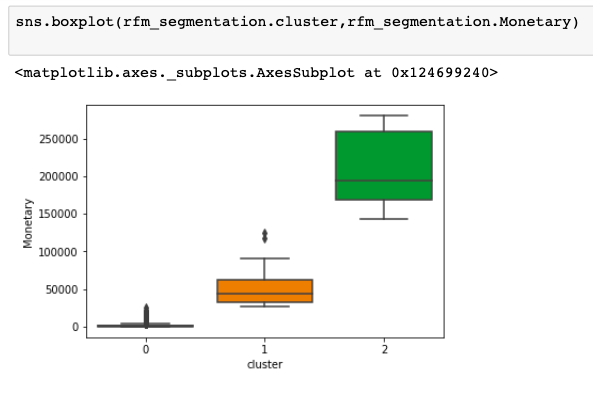 sns.boxplot(rfm_segmentation.cluster,rfm_segmentation.Monetary)
<matplotlib.axes._subplots.AxesSubplot at 0x124699240>
250000
200000
150000
100000
50000
0
Monetary
0 1 2
cluster